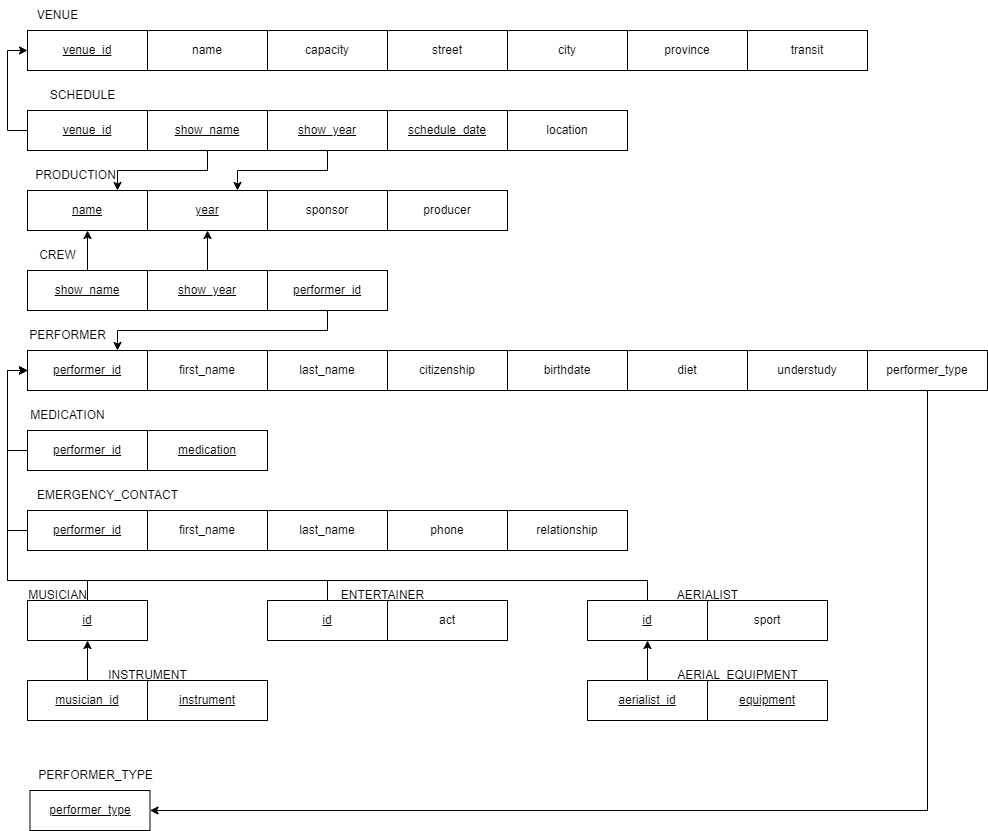 VENUE
venue_id name capacity street city province transit
SCHEDULE
venue_id show_name show_year schedule_date location
PRODUCTION
name year sponsor producer
CREW
show_name show_year performer_id
PERFORMER
performer_id first_name last_name citizenship birthdate diet understudy performer_type
MEDICATION
performer_id medication
EMERGENCY_CONTACT
performer_id first_name last_name phone relationship
MUSICIAN ENTERTAINER AERIALIST
id id act id sport
INSTRUMENT AERIAL_EQUIPMENT
musician_id instrument aerialist_id equipment
PERFORMER_TYPE
performer_type